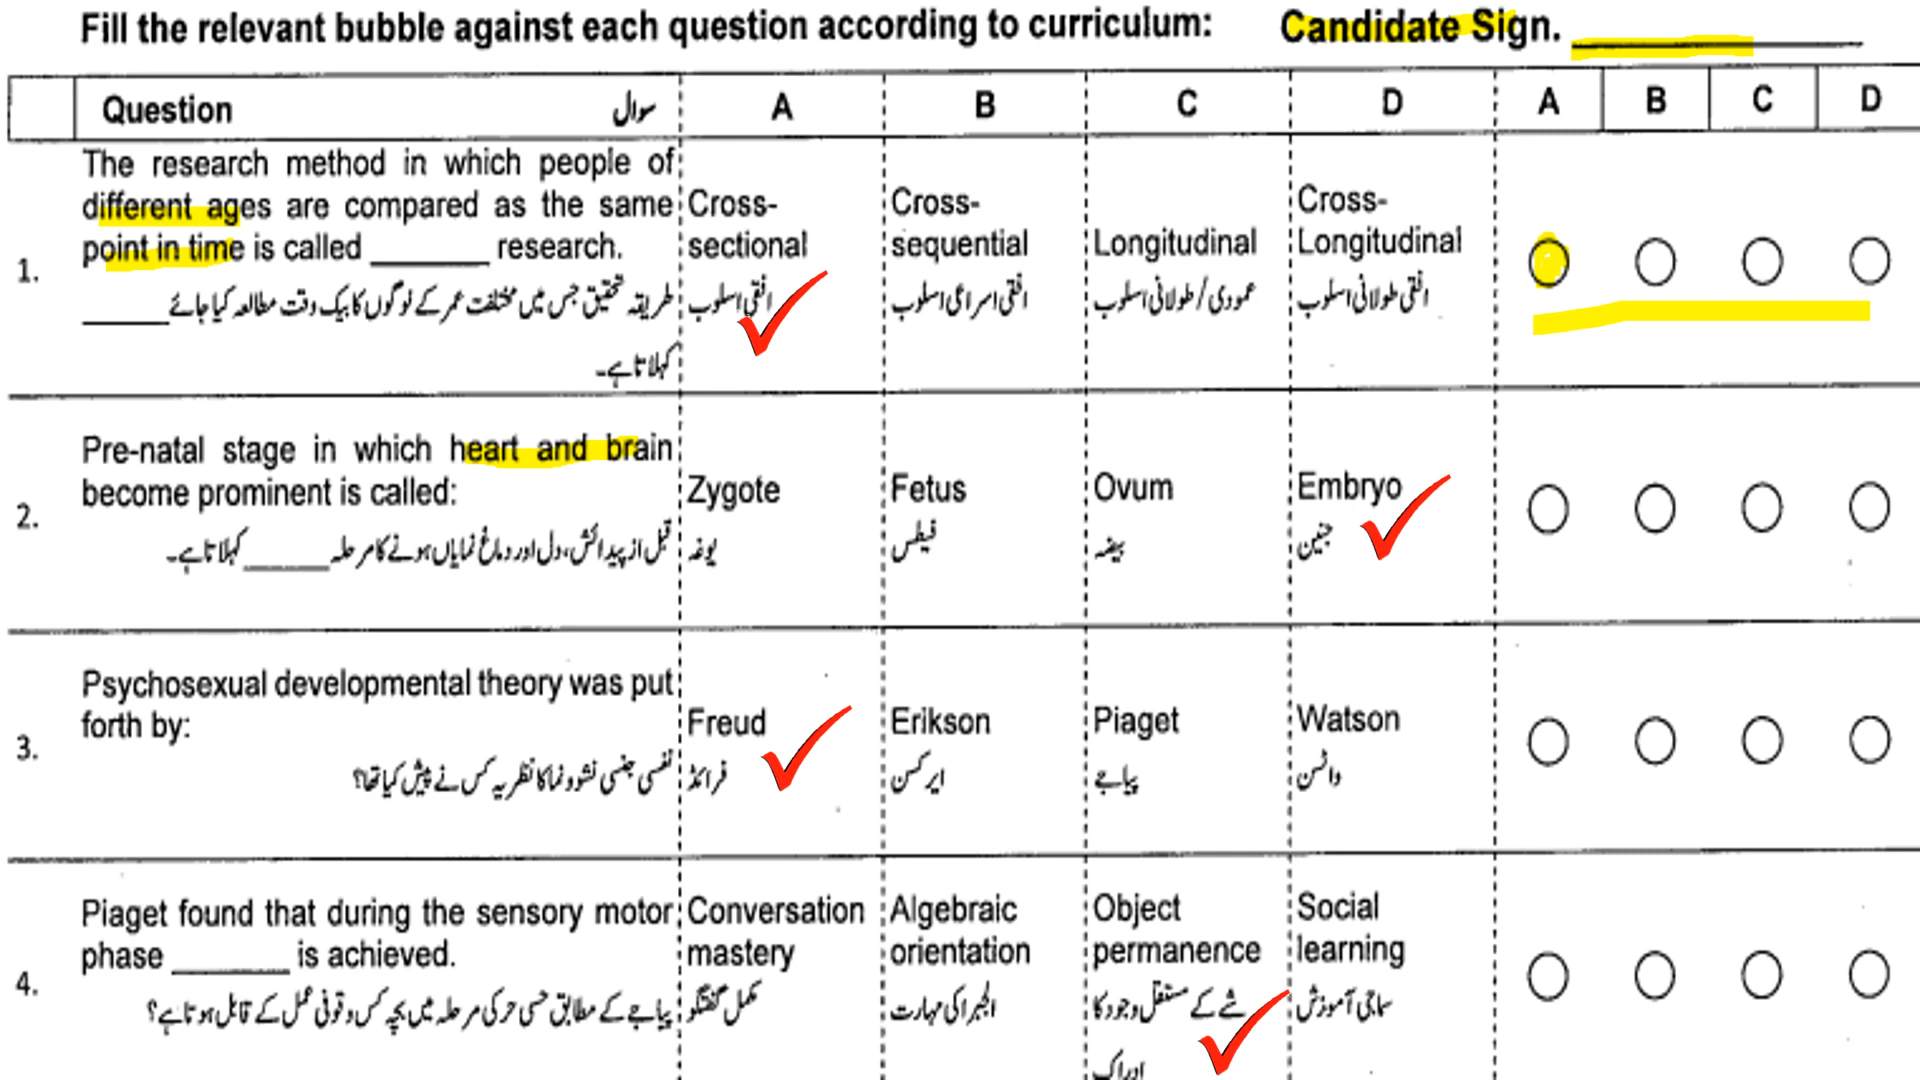 Fill the relevant bubble against each question according to curriculum: Candidate Sign. __________
Question سوال A B C D A B C D
1.
The research method in which people of
different ages are compared as the same
point in time is called _______ research.
طریقہ تحقیق جس میں مختلف عمر کے لوگوں کا بیک وقت مطالعہ کیا جائے _____
کہلاتا ہے۔
Cross-
sectional
افقی اسلوب
Cross-
sequential
افقی اسراعی اسلوب
Longitudinal
عمودی / طولانی اسلوب
Cross-
Longitudinal
افقی طولانی اسلوب
2.
Pre-natal stage in which heart and brain
become prominent is called:
قبل از پیدائش، دل اور دماغ نمایاں ہونے کا مرحلہ _____ کہلاتا ہے۔
Zygote
یوغہ
Fetus
فیطس
Ovum
بیضہ
Embryo
جنین
3.
Psychosexual developmental theory was put
forth by:
نفسی جنسی نشوونما کا نظریہ کس نے پیش کیا تھا؟
Freud
فرائڈ
Erikson
ایرکسن
Piaget
پیاجے
Watson
واٹسن
4.
Piaget found that during the sensory motor
phase _______ is achieved.
پیاجے کے مطابق حسی حرکی مرحلہ میں بچہ کس وقوفی عمل کے قابل ہوتا ہے؟
Conversation
mastery
مکمل گفتگو
Algebraic
orientation
الجبرا کی مہارت
Object
permanence
شے کے مستقل وجود کا
ادراک
Social
learning
سماجی آموزش